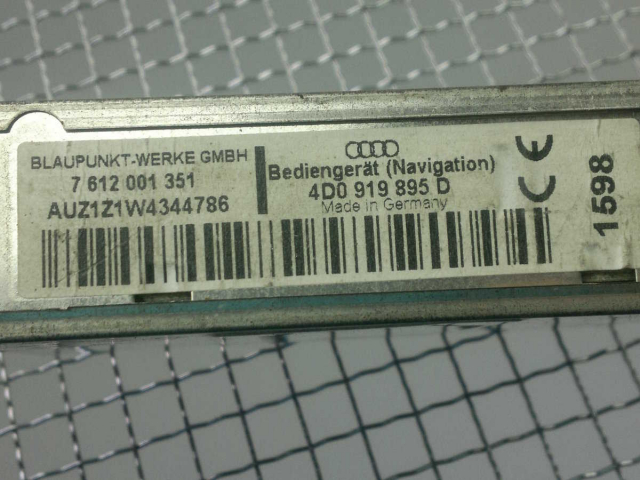 BLAUPUNKT-WERKE GMBH
7 612 001 351
AUZ1Z1W4344786
Bediengerät (Navigation)
4D0 919 895 D
Made in Germany
CE
1598